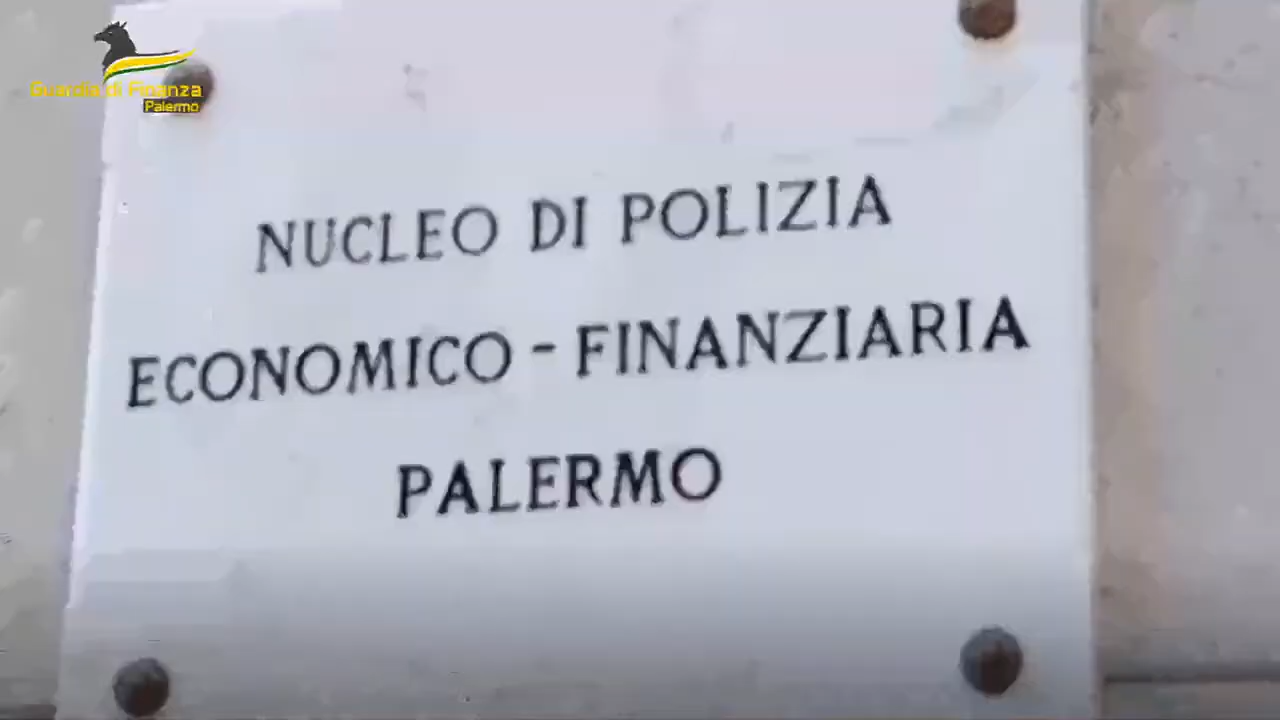 Guardia di Finanza
Palermo
NUCLEO DI POLIZIA
ECONOMICO - FINANZIARIA
PALERMO